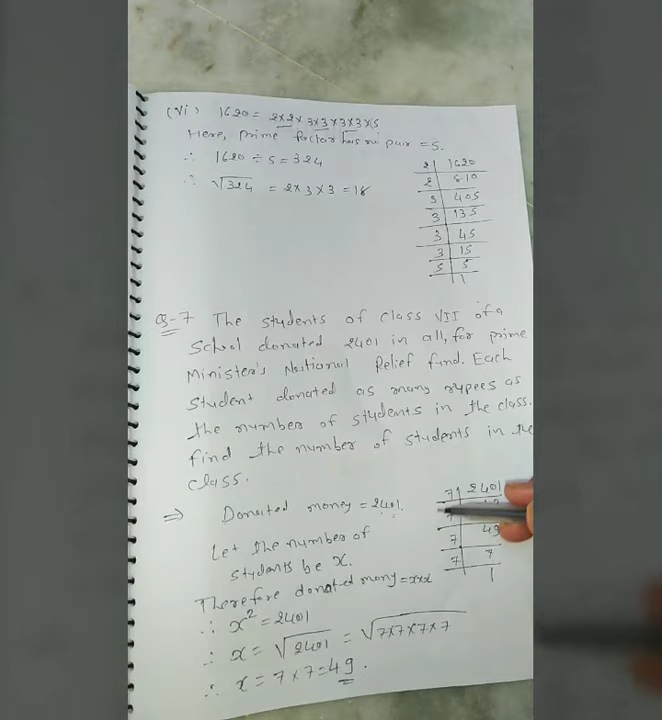 (vi) 1620 = 2×2×3×3×3×3×5
Here, prime factor has no pair = 5.
∴ 1620 ÷ 5 = 324
∴ √324 = 2×3×3 = 18
2 | 1620
2 | 810
3 | 405
3 | 135
3 | 45
3 | 15
5 | 5
1
Q-7 The students of class VII of a
School donated 2401 in all, for prime
Minister's National Relief fund. Each
student donated as many rupees as
the number of students in the class.
find the number of students in the
class.
⇒ Donated money = 2401.
Let the number of
students be x.
Therefore donated mony = x×x
∴ x² = 2401
∴ x = √2401 = √7×7×7×7
∴ x = 7×7 = 49.
7 | 2401
7
7 | 49
7 | 7
1